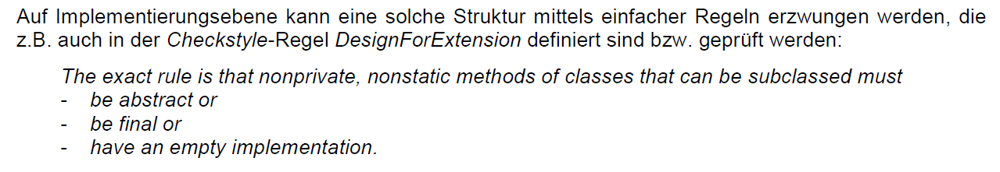 Auf Implementierungsebene kann eine solche Struktur mittels einfacher Regeln erzwungen werden, die
z.B. auch in der Checkstyle-Regel DesignForExtension definiert sind bzw. geprüft werden:
The exact rule is that nonprivate, nonstatic methods of classes that can be subclassed must
- be abstract or
- be final or
- have an empty implementation.